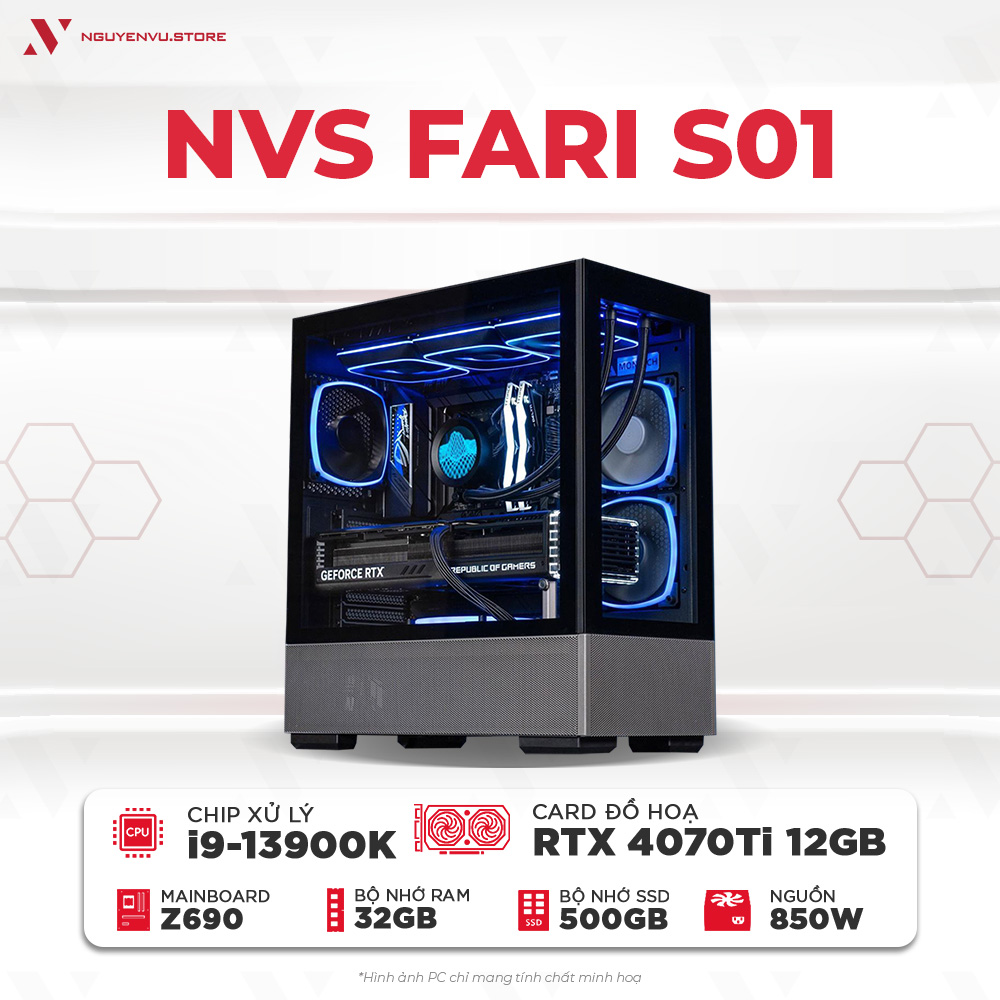 NGUYENVU.STORE
NVS FARI S01
GEFORCE RTX
REPUBLIC OF GAMERS
CHIP XỬ LÝ
i9-13900K
CARD ĐỒ HOẠ
RTX 4070Ti 12GB
CPU
MAINBOARD
Z690
BỘ NHỚ RAM
32GB
BỘ NHỚ SSD
500GB
SSD
NGUỒN
850W
*Hình ảnh PC chỉ mang tính chất minh hoạ